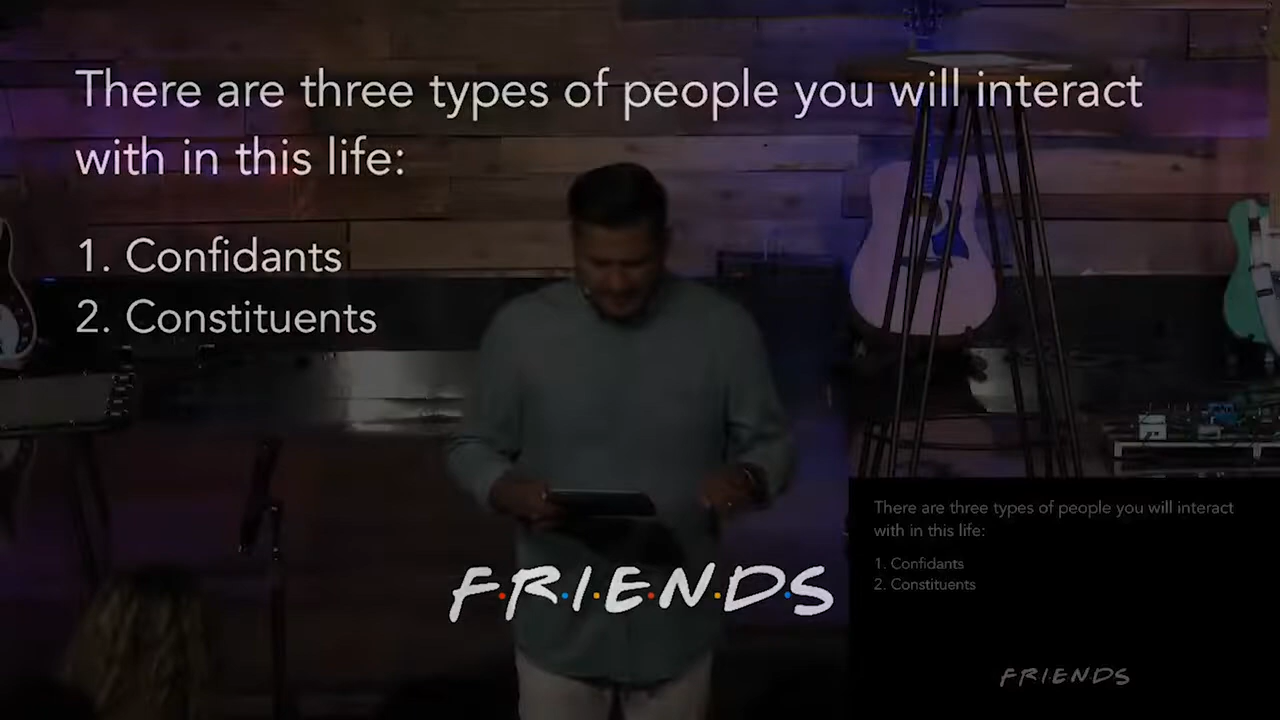 There are three types of people you will interact
with in this life:
1. Confidants
2. Constituents
F·R·I·E·N·D·S
There are three types of people you will interact
with in this life:
1. Confidants
2. Constituents
FRIENDS